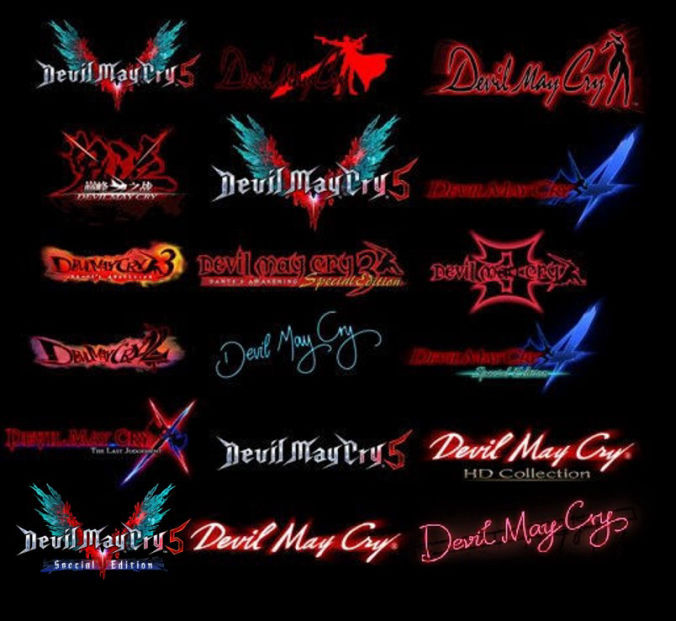 Devil May Cry 5
Devil May Cry
Devil May Cry
巅峰之战
DEVIL MAY CRY
Devil May Cry 5
DEVIL MAY CRY 4
DEVIL MAY CRY 3
devil may cry 3
DANTE'S AWAKENING Special Edition
devil may cry
DEVIL MAY CRY 2
Devil May Cry
DEVIL MAY CRY 4
Special Edition
DEVIL MAY CRY X
THE LAST JUDGEMENT
Devil May Cry 5
Devil May Cry
HD Collection
Devil May Cry 5
Special Edition
Devil May Cry
Devil May Cry